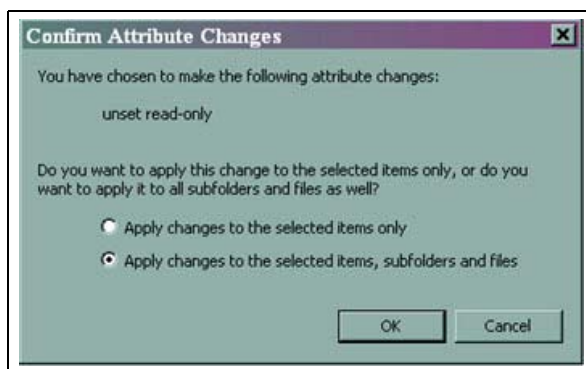 Confirm Attribute Changes
You have chosen to make the following attribute changes:
unset read-only
Do you want to apply this change to the selected items only, or do you
want to apply it to all subfolders and files as well?
Apply changes to the selected items only
Apply changes to the selected items, subfolders and files
OK
Cancel